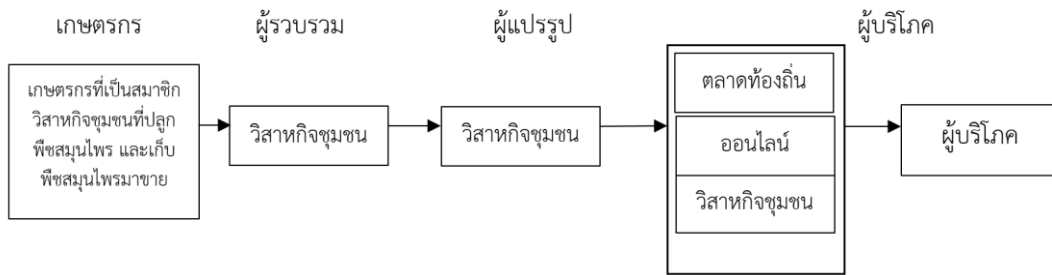 เกษตรกร
ผู้รวบรวม
ผู้แปรรูป
ผู้บริโภค
เกษตรกรที่เป็นสมาชิก
วิสาหกิจชุมชนที่ปลูก
พืชสมุนไพร และเก็บ
พืชสมุนไพรมาขาย
วิสาหกิจชุมชน
วิสาหกิจชุมชน
ตลาดท้องถิ่น
ออนไลน์
วิสาหกิจชุมชน
ผู้บริโภค